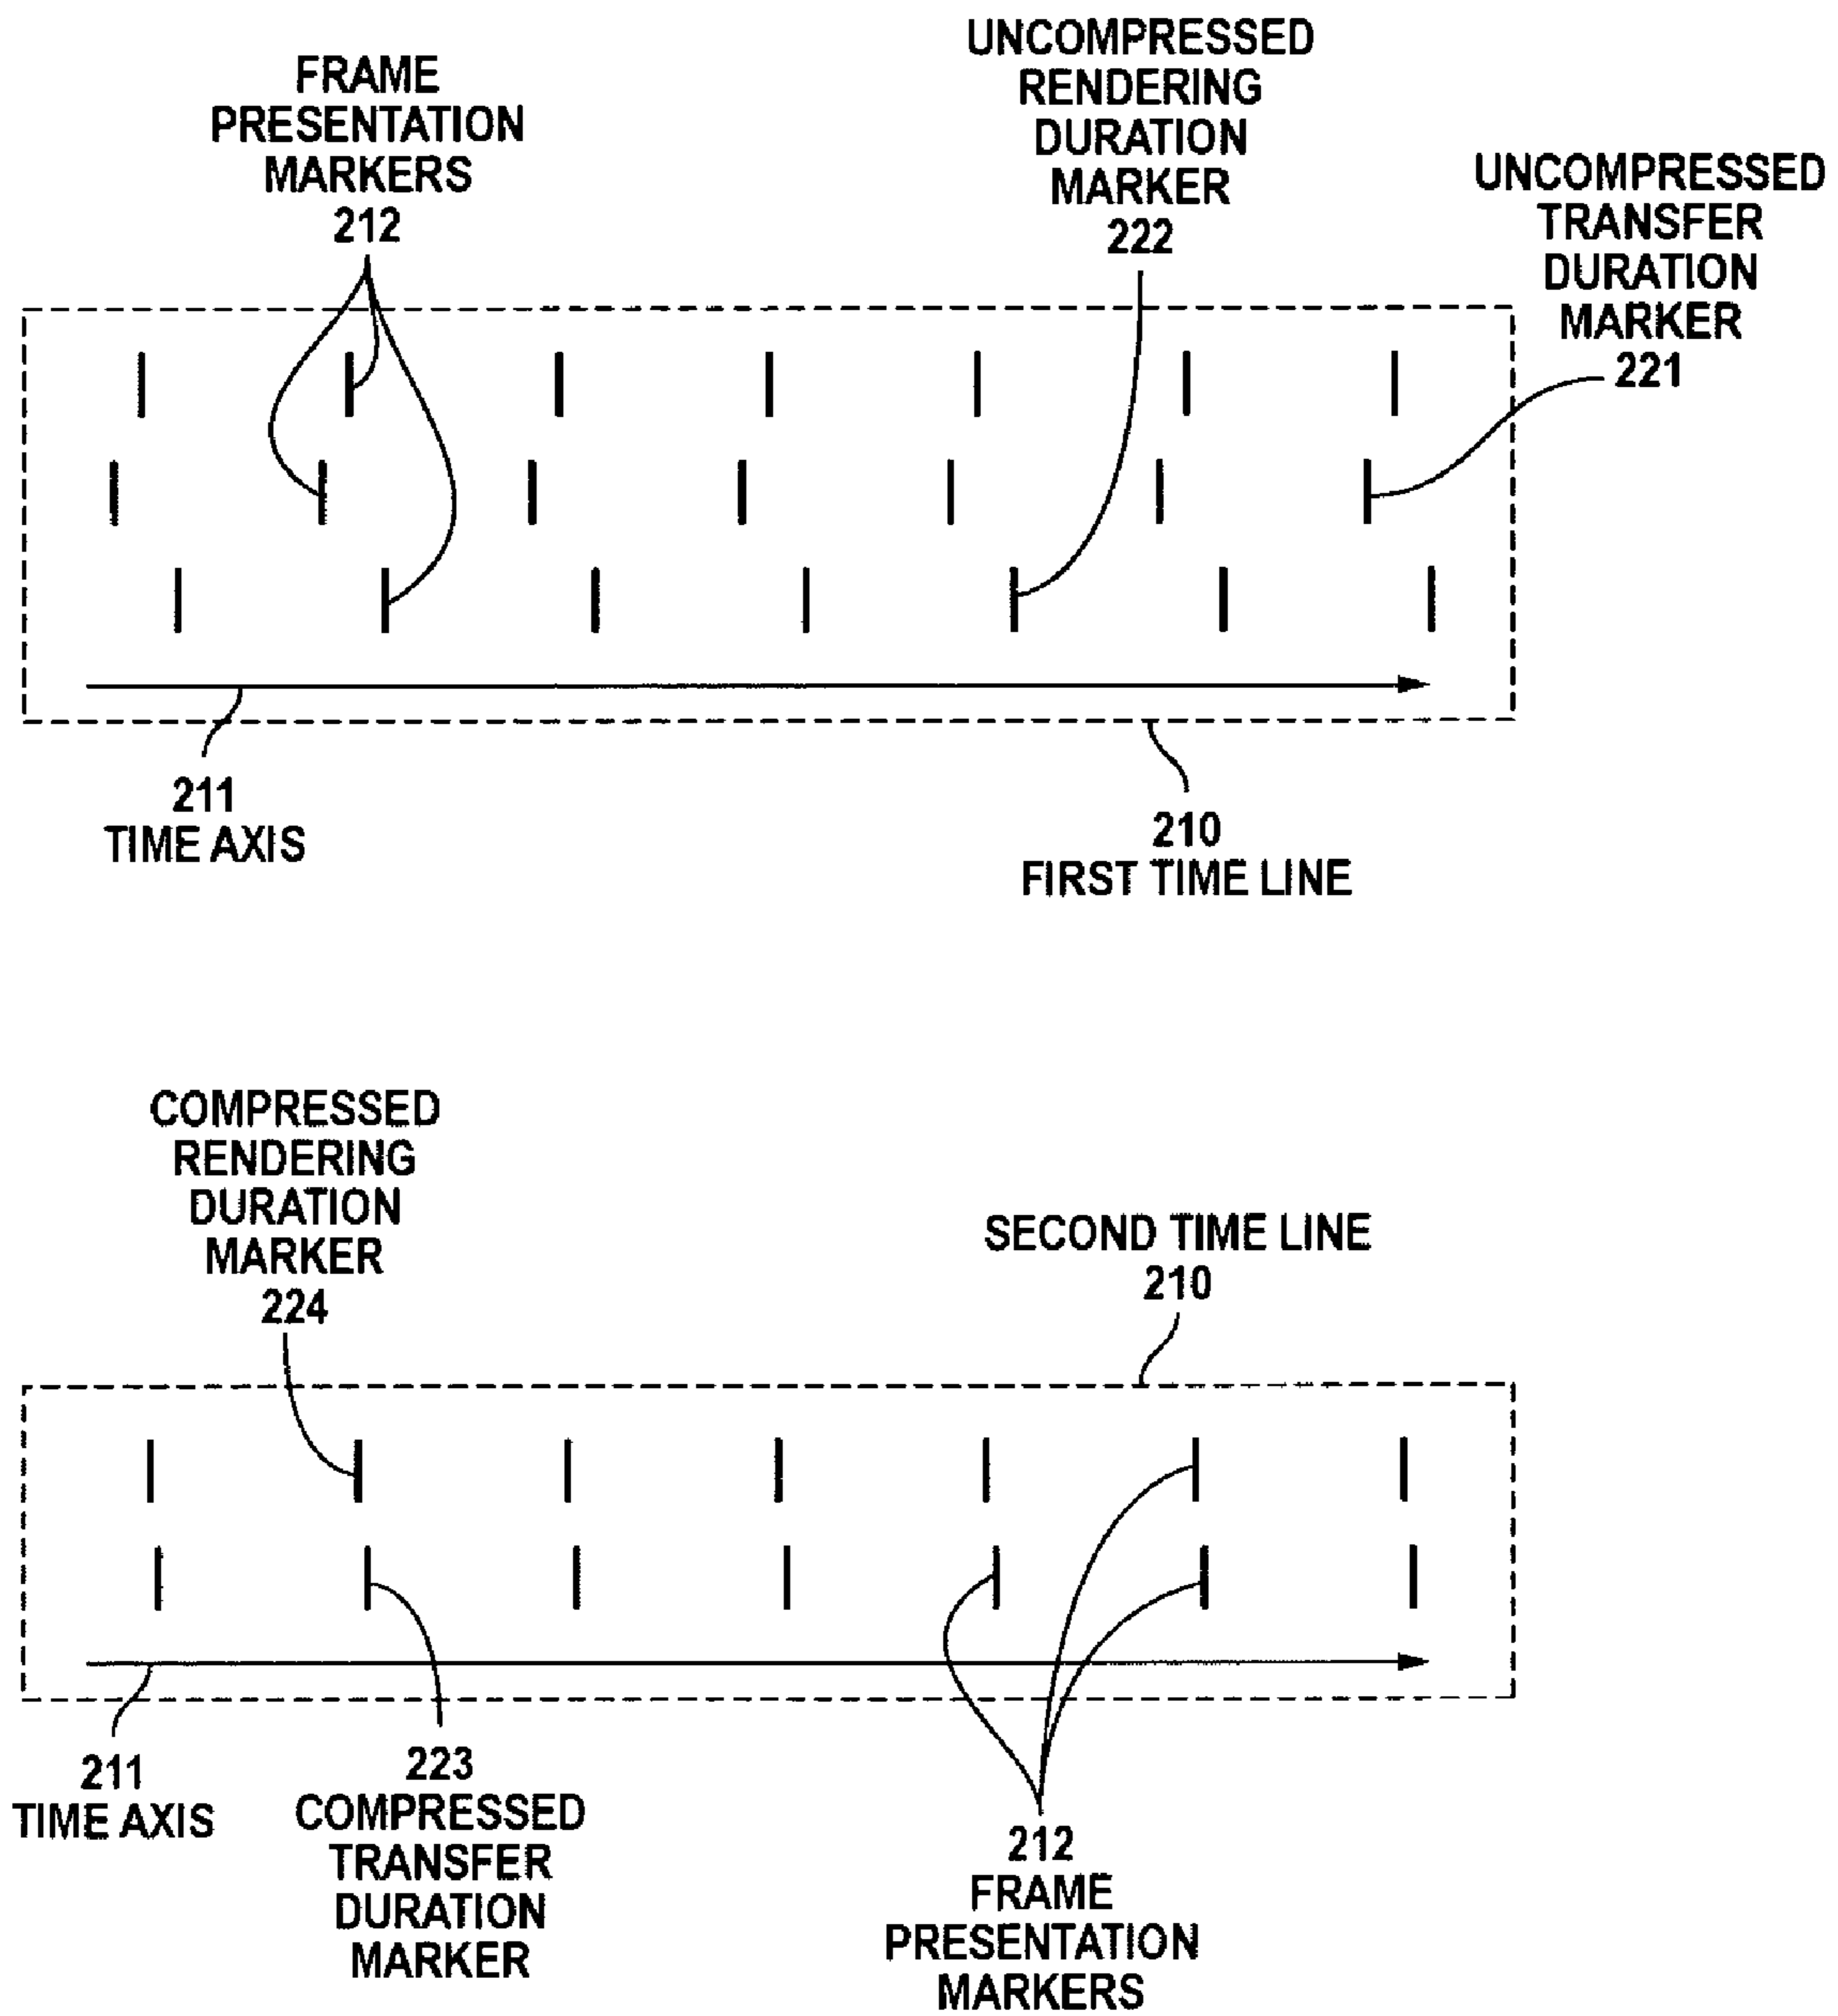 FRAME
PRESENTATION
MARKERS
212
UNCOMPRESSED
RENDERING
DURATION
MARKER
222
UNCOMPRESSED
TRANSFER
DURATION
MARKER
221
211
TIME AXIS
210
FIRST TIME LINE
COMPRESSED
RENDERING
DURATION
MARKER
224
SECOND TIME LINE
210
211
TIME AXIS
223
COMPRESSED
TRANSFER
DURATION
MARKER
212
FRAME
PRESENTATION
MARKERS